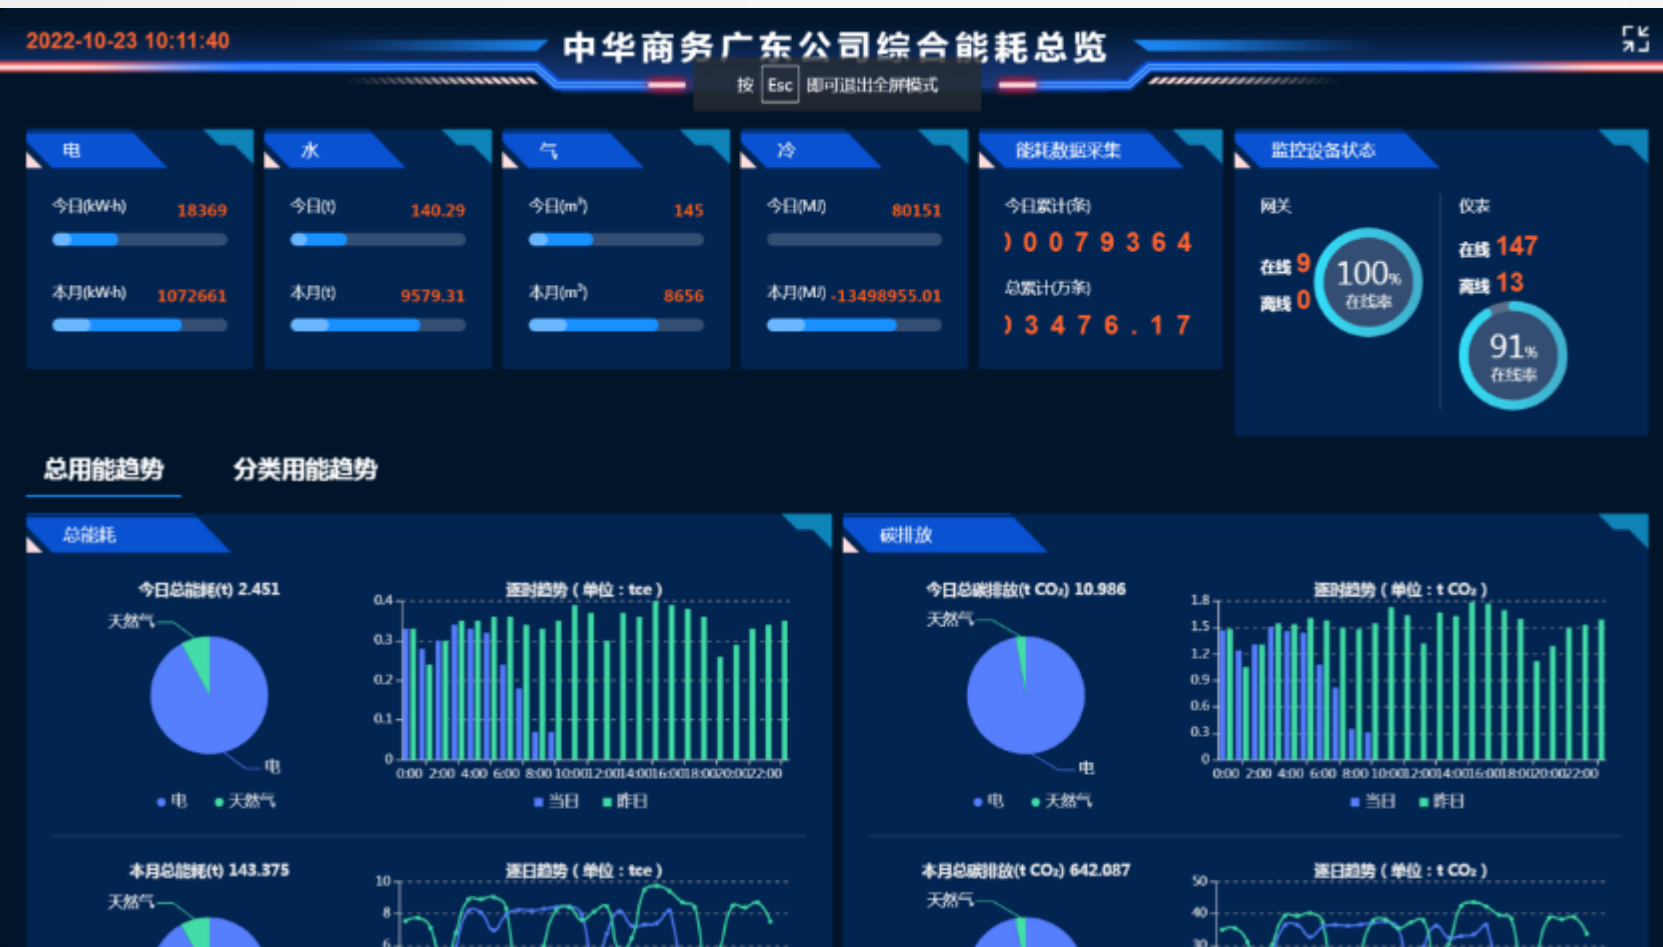 2022-10-23 10:11:40
中华商务广东公司综合能耗总览
按 Esc 即可退出全屏模式
电
今日(kW·h) 18369
本月(kW·h) 1072661
水
今日(t) 140.29
本月(t) 9579.31
气
今日(m³) 145
本月(m³) 8656
冷
今日(MJ) 80151
本月(MJ) -13498955.01
能耗数据采集
今日累计(条)
0079364
总累计(万条)
3476.17
监控设备状态
网关
在线 9
离线 0
100%
在线率
仪表
在线 147
离线 13
91%
在线率
总用能趋势 分类用能趋势
总能耗
今日总能耗(t) 2.451
天然气
电
电 天然气
逐时趋势(单位:tce)
0.4
0.3
0.2
0.1
0
0:00 2:00 4:00 6:00 8:00 10:00 12:00 14:00 16:00 18:00 20:00 22:00
当日 昨日
本月总能耗(t) 143.375
天然气
逐日趋势(单位:tce)
10
8
碳排放
今日总碳排放(t CO₂) 10.986
天然气
电
电 天然气
逐时趋势(单位:t CO₂)
1.8
1.5
1.2
0.9
0.6
0.3
0
0:00 2:00 4:00 6:00 8:00 10:00 12:00 14:00 16:00 18:00 20:00 22:00
当日 昨日
本月总碳排放(t CO₂) 642.087
天然气
逐日趋势(单位:t CO₂)
50
40